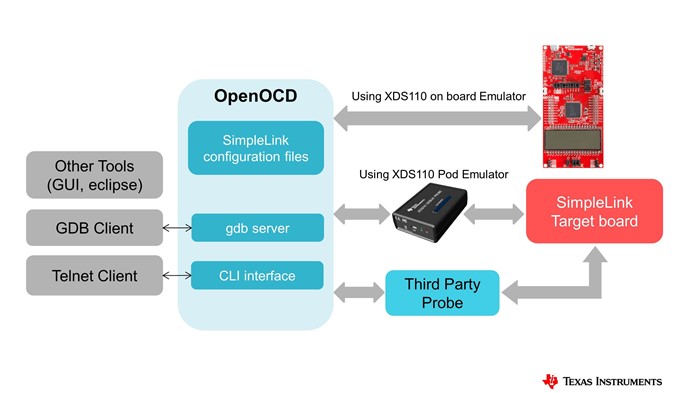 OpenOCD
SimpleLink
configuration files
gdb server
CLI interface
Other Tools
(GUI, eclipse)
GDB Client
Telnet Client
Using XDS110 on board Emulator
Using XDS110 Pod Emulator
SimpleLink
Target board
Third Party
Probe
TEXAS INSTRUMENTS